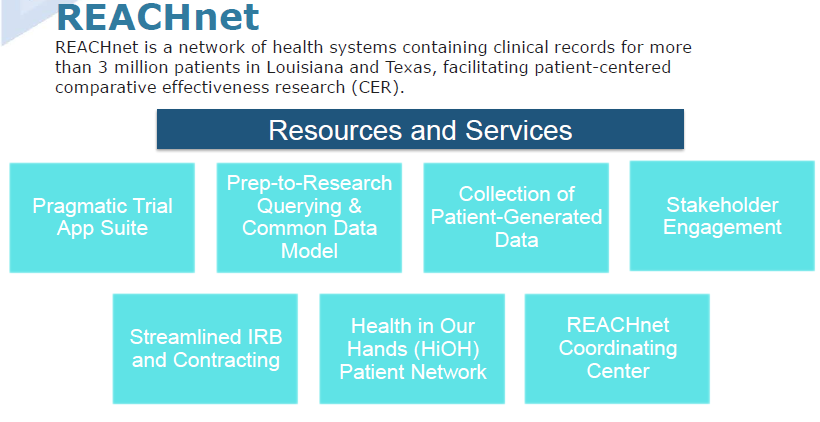 REACHnet
REACHnet is a network of health systems containing clinical records for more
than 3 million patients in Louisiana and Texas, facilitating patient-centered
comparative effectiveness research (CER).
Resources and Services
Pragmatic Trial
App Suite
Prep-to-Research
Querying &
Common Data
Model
Collection of
Patient-Generated
Data
Stakeholder
Engagement
Streamlined IRB
and Contracting
Health in Our
Hands (HiOH)
Patient Network
REACHnet
Coordinating
Center